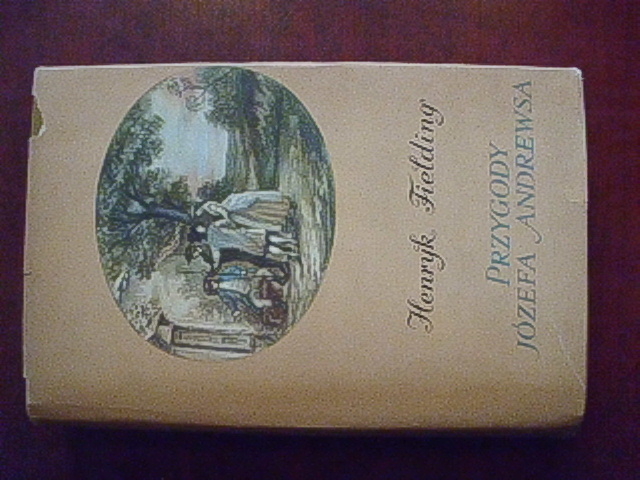 Henryk Fielding
PRZYGODY
JÓZEFA ANDREWSA